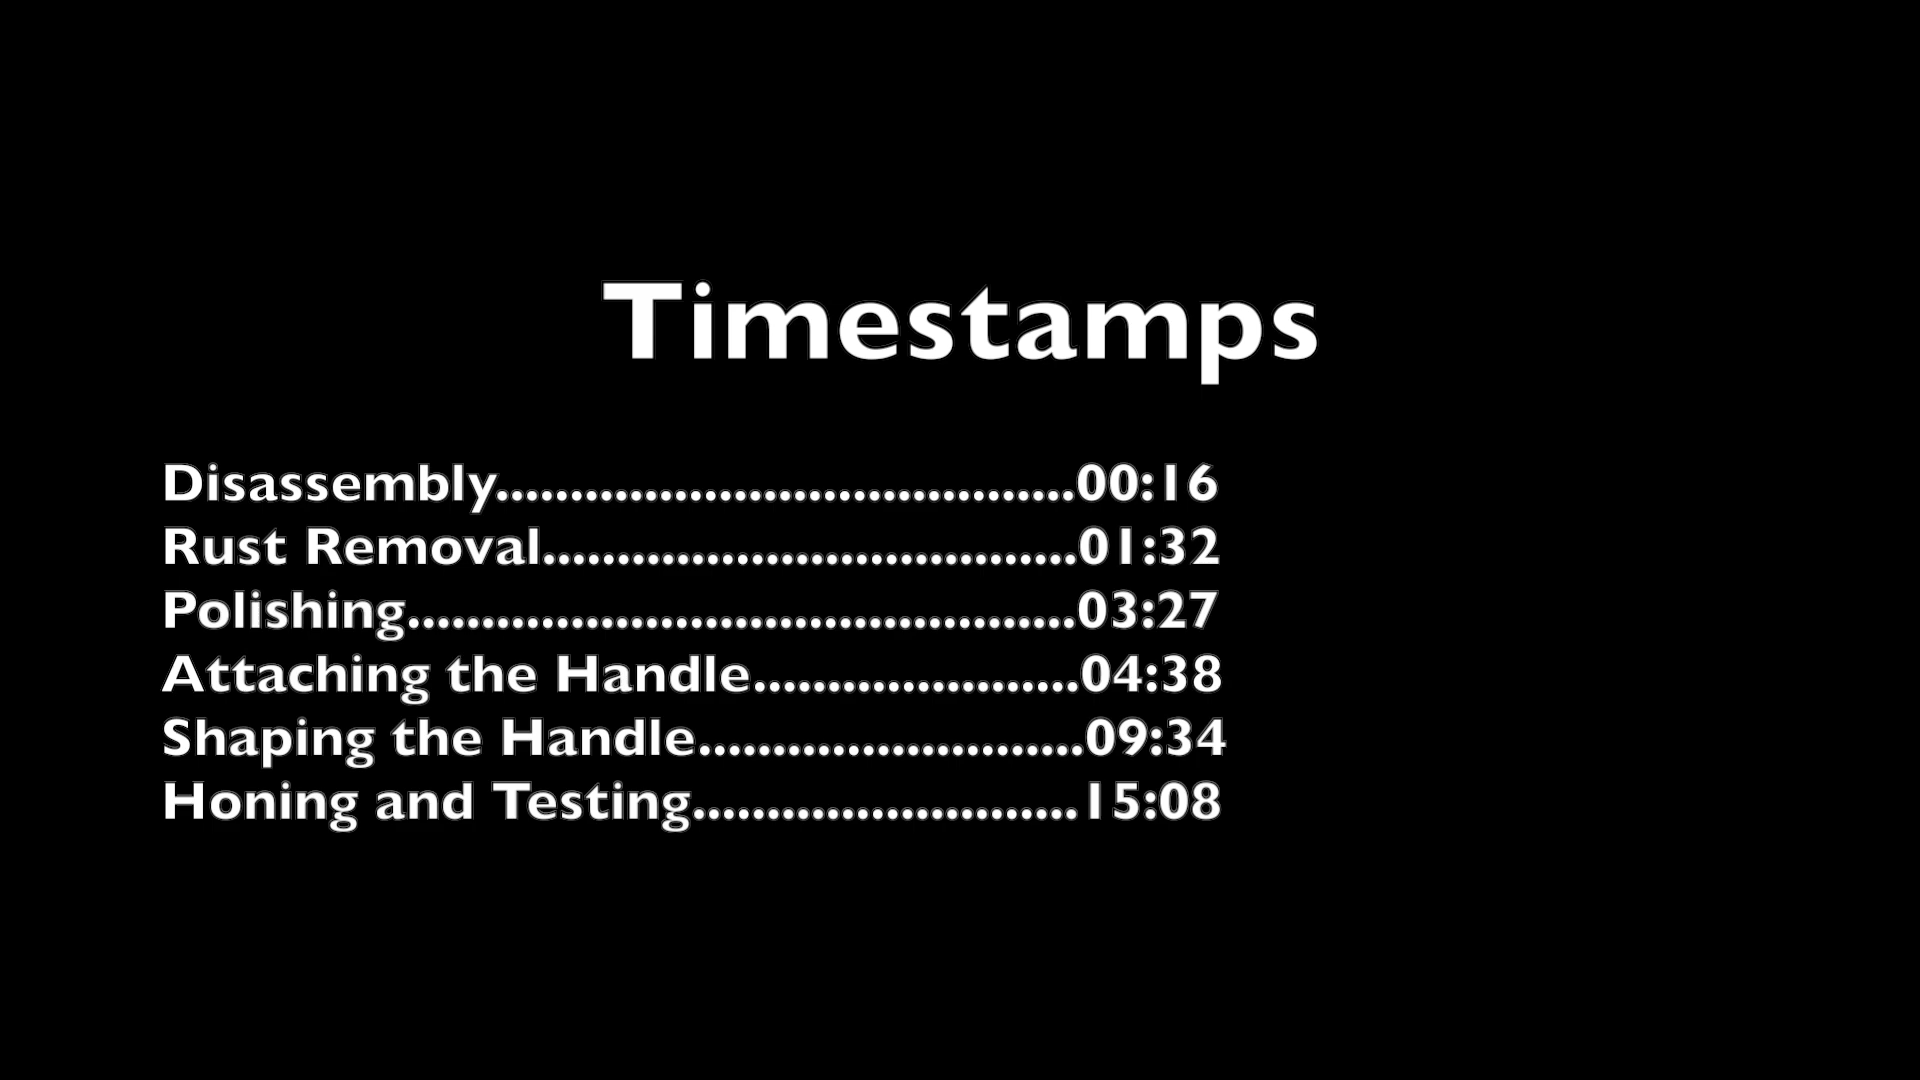 Timestamps
Disassembly.......................................00:16
Rust Removal....................................01:32
Polishing.............................................03:27
Attaching the Handle......................04:38
Shaping the Handle..........................09:34
Honing and Testing..........................15:08